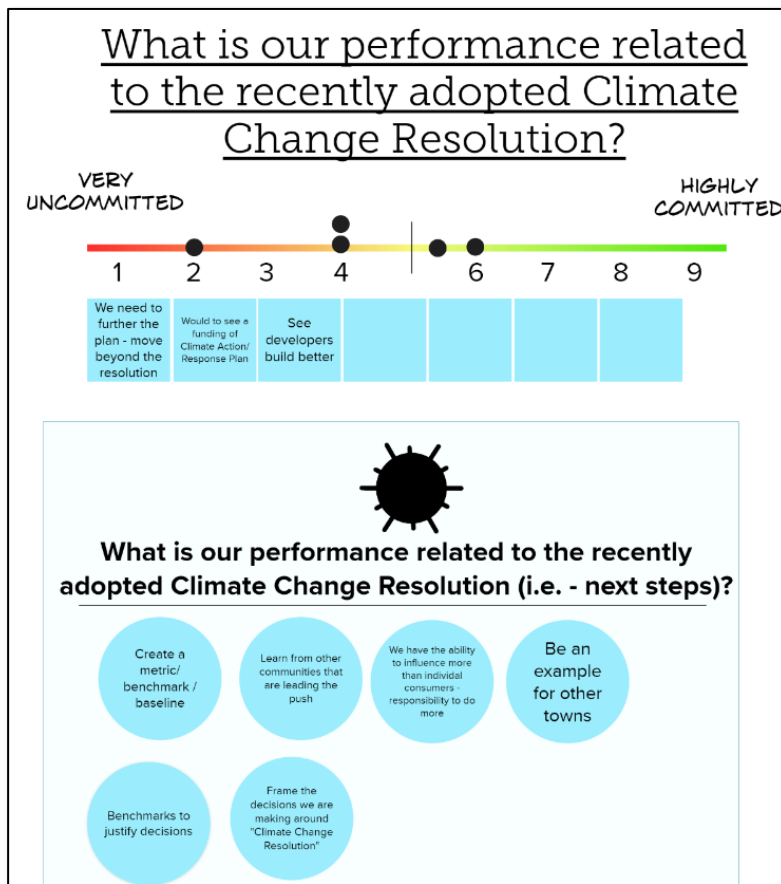 What is our performance related
to the recently adopted Climate
Change Resolution?
VERY
UNCOMMITTED
HIGHLY
COMMITTED
1 2 3 4 6 7 8 9
We need to
further the
plan - move
beyond the
resolution
Would to see a
funding of
Climate Action/
Response Plan
See
developers
build better
What is our performance related to the recently
adopted Climate Change Resolution (i.e. - next steps)?
Create a
metric/
benchmark /
baseline
Learn from other
communities that
are leading the
push
We have the ability
to influence more
than individal
consumers -
responsibility to do
more
Be an
example
for other
towns
Benchmarks to
justify decisions
Frame the
decisions we are
making around
"Climate Change
Resolution"